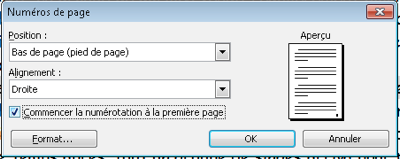 Numéros de page
Position :
Aperçu
Bas de page (pied de page)
Alignement :
Droite
Commencer la numérotation à la première page
Format...
OK
Annuler